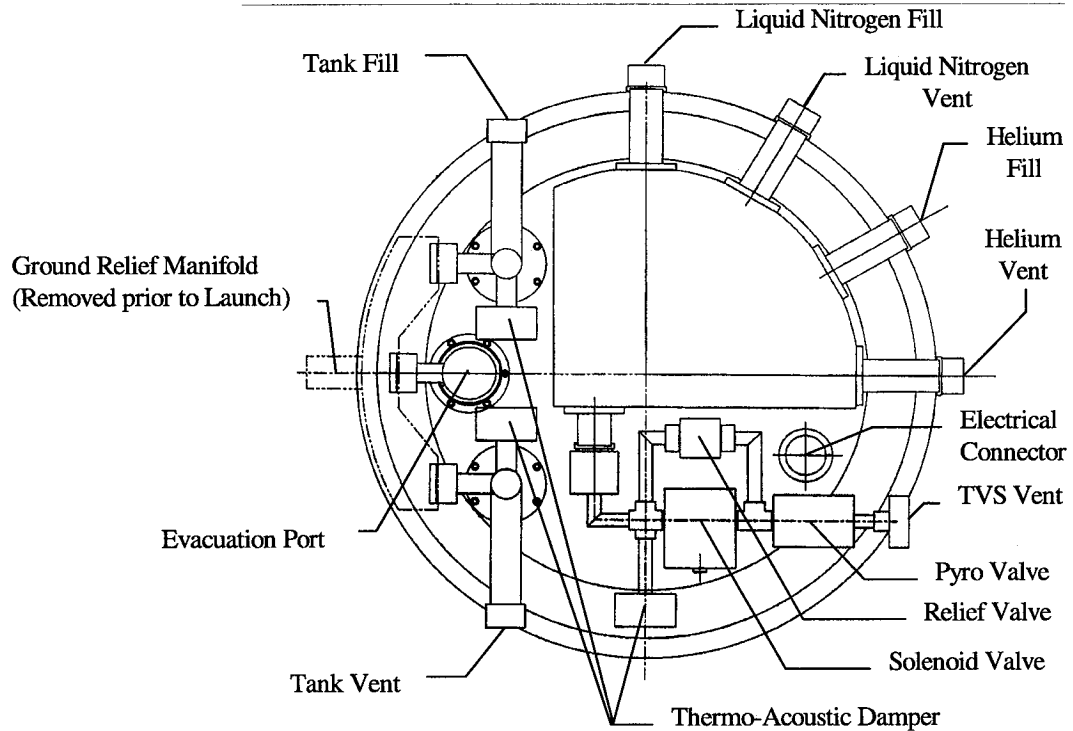 Liquid Nitrogen Fill
Tank Fill
Liquid Nitrogen
Vent
Helium
Fill
Ground Relief Manifold
(Removed prior to Launch)
Helium
Vent
Electrical
Connector
TVS Vent
Evacuation Port
Pyro Valve
Relief Valve
Solenoid Valve
Tank Vent
Thermo-Acoustic Damper